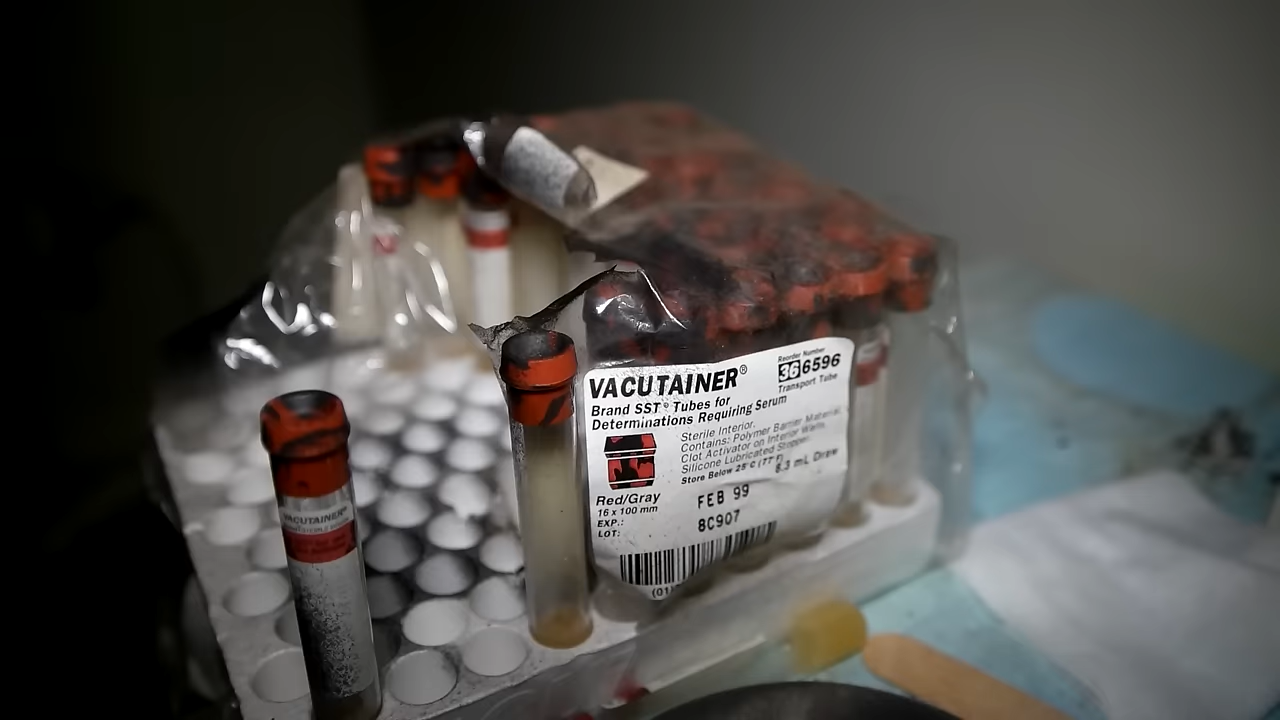 VACUTAINER®
Brand SST® Tubes for
Determinations Requiring Serum
Reorder Number
366596
Transport Tube
Sterile Interior.
Contains: Polymer Barrier Material,
Clot Activator on Interior Walls,
Silicone Lubricated Stopper.
Store Below 25°C (77°F)
8.3 mL Draw
Red/Gray
16 x 100 mm
EXP.: FEB 99
LOT: 8C907
(01)
VACUTAINER®